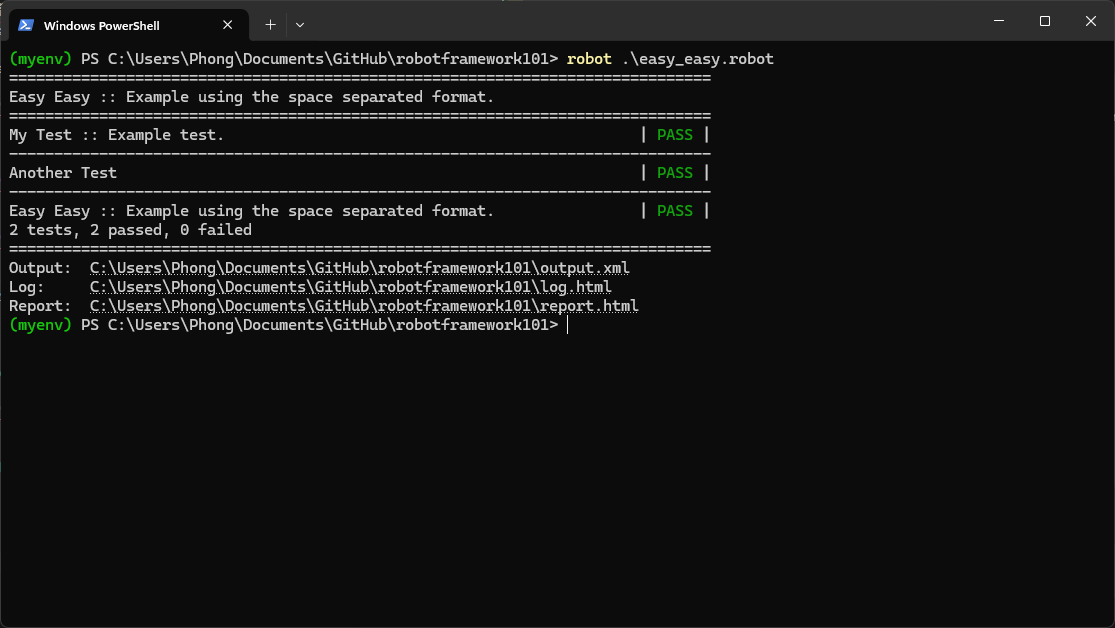 Windows PowerShell
(myenv) PS C:\Users\Phong\Documents\GitHub\robotframework101> robot .\easy_easy.robot
==============================================================================
Easy Easy :: Example using the space separated format.
==============================================================================
My Test :: Example test.                                              | PASS |
------------------------------------------------------------------------------
Another Test                                                          | PASS |
------------------------------------------------------------------------------
Easy Easy :: Example using the space separated format.                | PASS |
2 tests, 2 passed, 0 failed
==============================================================================
Output:  C:\Users\Phong\Documents\GitHub\robotframework101\output.xml
Log:     C:\Users\Phong\Documents\GitHub\robotframework101\log.html
Report:  C:\Users\Phong\Documents\GitHub\robotframework101\report.html
(myenv) PS C:\Users\Phong\Documents\GitHub\robotframework101>